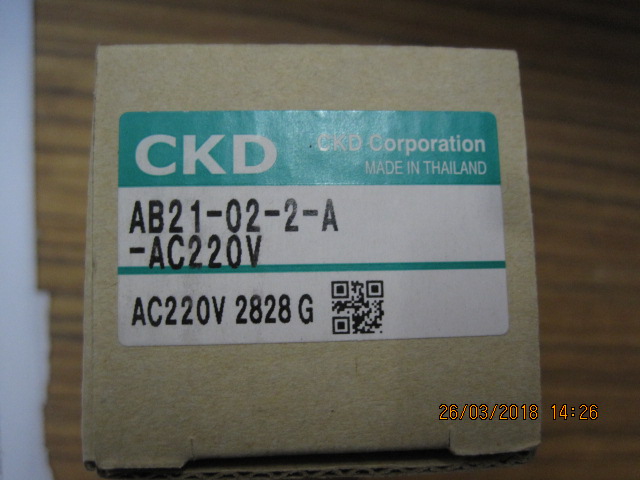 CKD
CKD Corporation
MADE IN THAILAND
AB21-02-2-A
-AC220V
AC220V 2828 G
26/03/2018 14:26